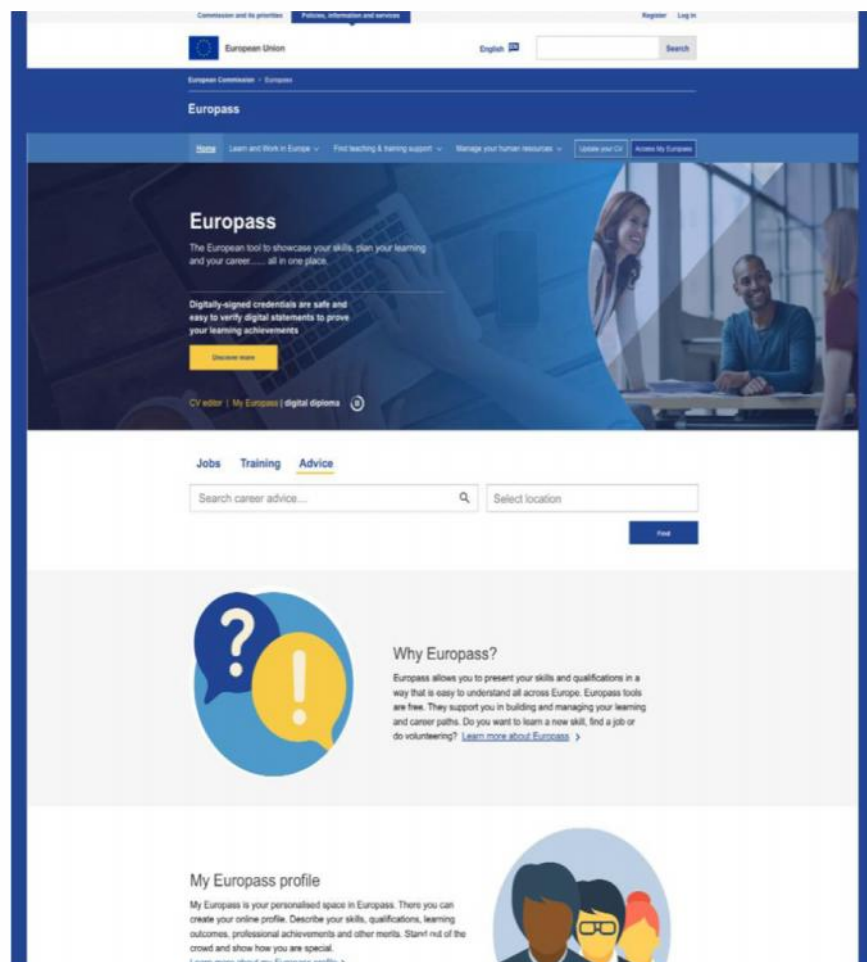 Commission and its priorities Policies, information and services Register Log in
European Union English EN Search
European Commission > Europass
Europass
Home Learn and Work in Europe Find teaching & training support Manage your human resources Update your CV Access My Europass
Europass
The European tool to showcase your skills, plan your learning
and your career...... all in one place.
Digitally-signed credentials are safe and
easy to verify digital statements to prove
your learning achievements
Discover more
CV editor | My Europass | digital diploma
Jobs Training Advice
Search career advice.... Select location
Find
?
!
Why Europass?
Europass allows you to present your skills and qualifications in a
way that is easy to understand all across Europe. Europass tools
are free. They support you in building and managing your learning
and career paths. Do you want to learn a new skill, find a job or
do volunteering? Learn more about Europass >
My Europass profile
My Europass is your personalised space in Europass. There you can
create your online profile. Describe your skills, qualifications, learning
outcomes, professional achievements and other merits. Stand out of the
crowd and show how you are special.
Learn more about my Europass profile >